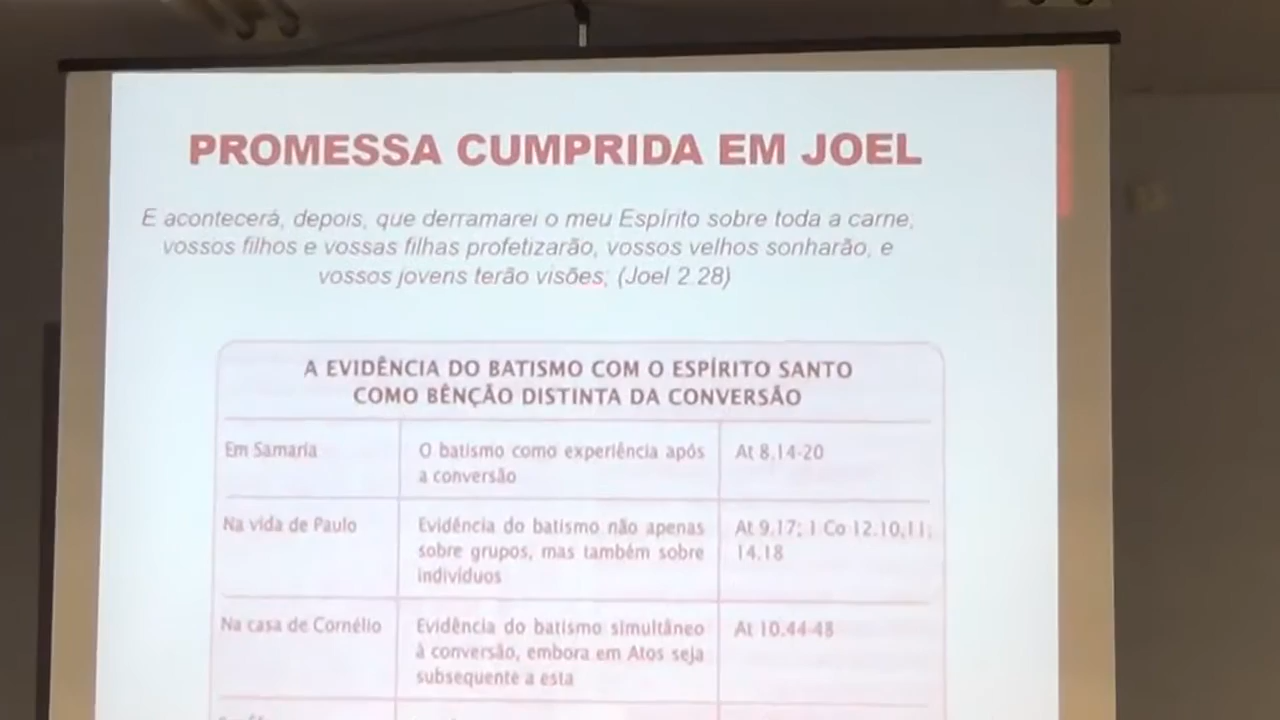 PROMESSA CUMPRIDA EM JOEL
E acontecerá, depois, que derramarei o meu Espírito sobre toda a carne,
vossos filhos e vossas filhas profetizarão, vossos velhos sonharão, e
vossos jovens terão visões; (Joel 2.28)
A EVIDÊNCIA DO BATISMO COM O ESPÍRITO SANTO
COMO BÊNÇÃO DISTINTA DA CONVERSÃO
Em Samaria
O batismo como experiência após
a conversão
At 8.14-20
Na vida de Paulo
Evidência do batismo não apenas
sobre grupos, mas também sobre
indivíduos
At 9.17; 1 Co 12.10,11;
14.18
Na casa de Cornélio
Evidência do batismo simultâneo
à conversão, embora em Atos seja
subsequente a esta
At 10.44-48